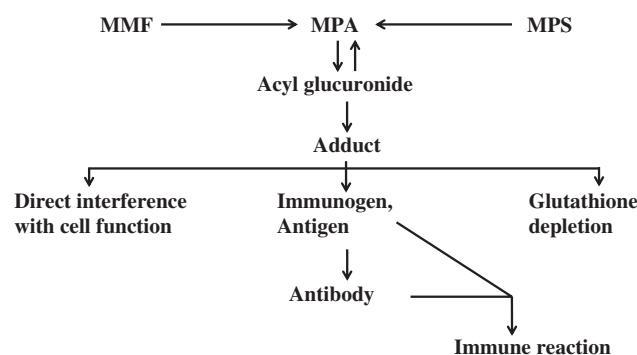 MMF MPA MPS
Acyl glucuronide
Adduct
Direct interference
with cell function
Immunogen,
Antigen
Glutathione
depletion
Antibody
Immune reaction